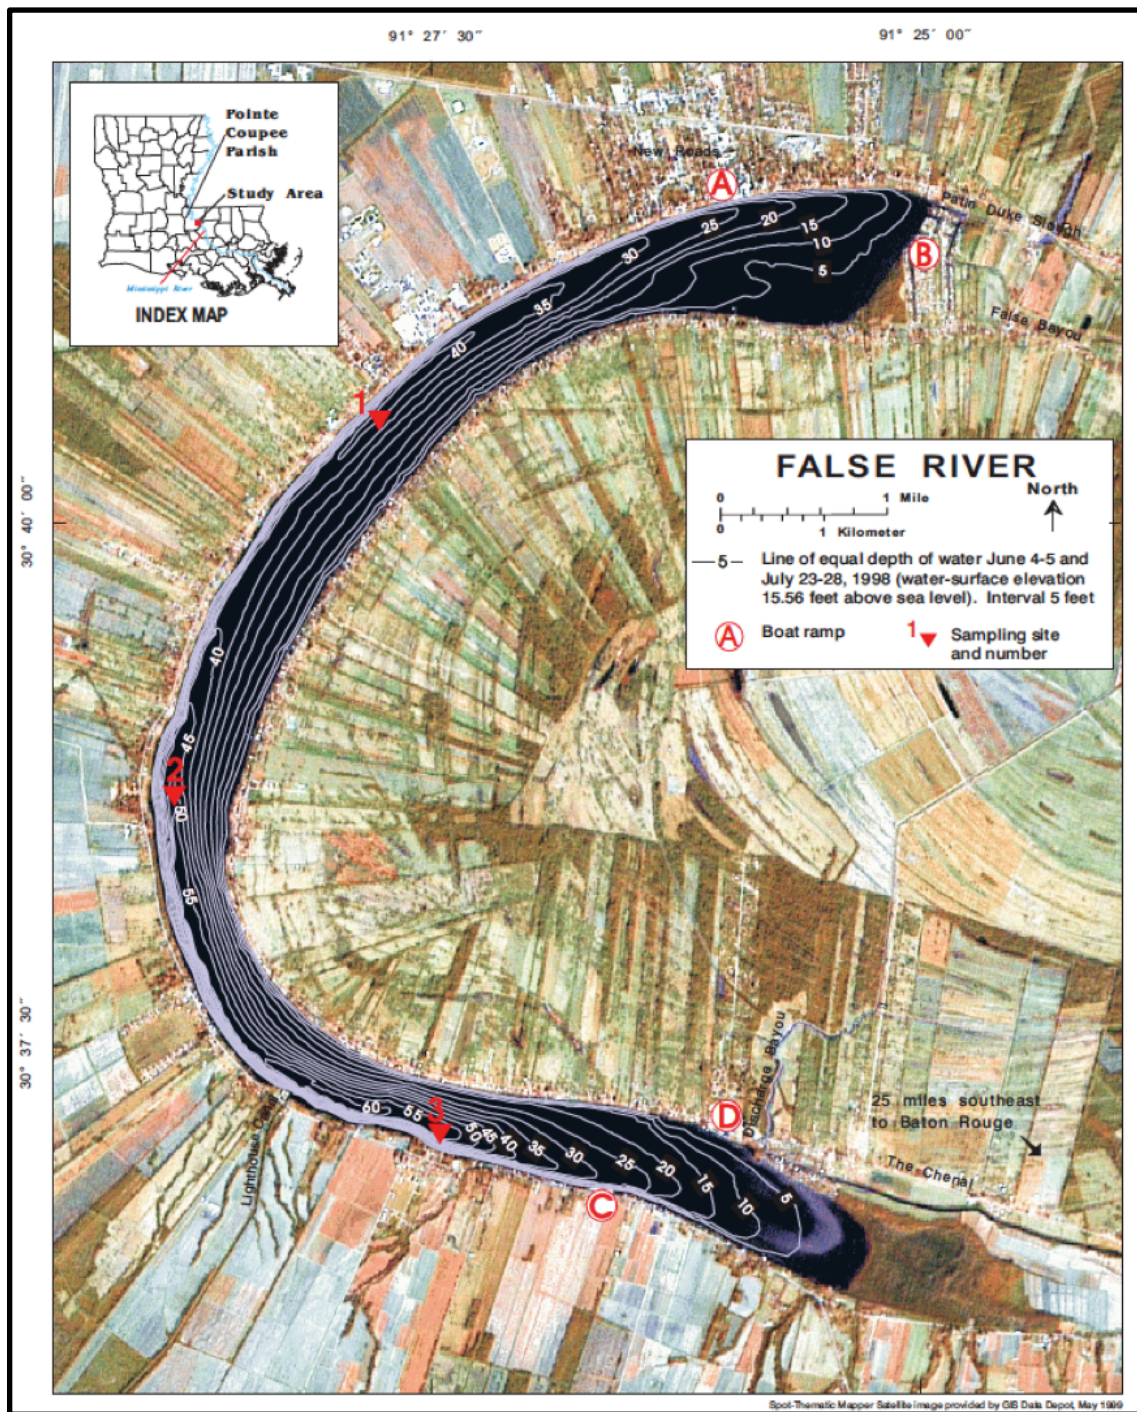 91° 27′ 30″
91° 25′ 00″
Pointe
Coupee
Parish
Study Area
Mississippi River
INDEX MAP
New Roads
A
Patin Duke Slough
B
False Bayou
25
20
15
10
5
30
35
40
1
FALSE RIVER
0 1 Mile
0 1 Kilometer
North
5 Line of equal depth of water June 4-5 and
July 23-28, 1998 (water-surface elevation
15.56 feet above sea level). Interval 5 feet
A Boat ramp
1 Sampling site
and number
30° 40′ 00″
40
45
2
50
55
30° 37′ 30″
Lighthouse Canal
60
55
3
50
45
40
35
30
25
20
15
10
5
C
D
Discharge Bayou
25 miles southeast
to Baton Rouge
The Chenal
Spot-Thematic Mapper Satellite image provided by GIS Data Depot, May 1999